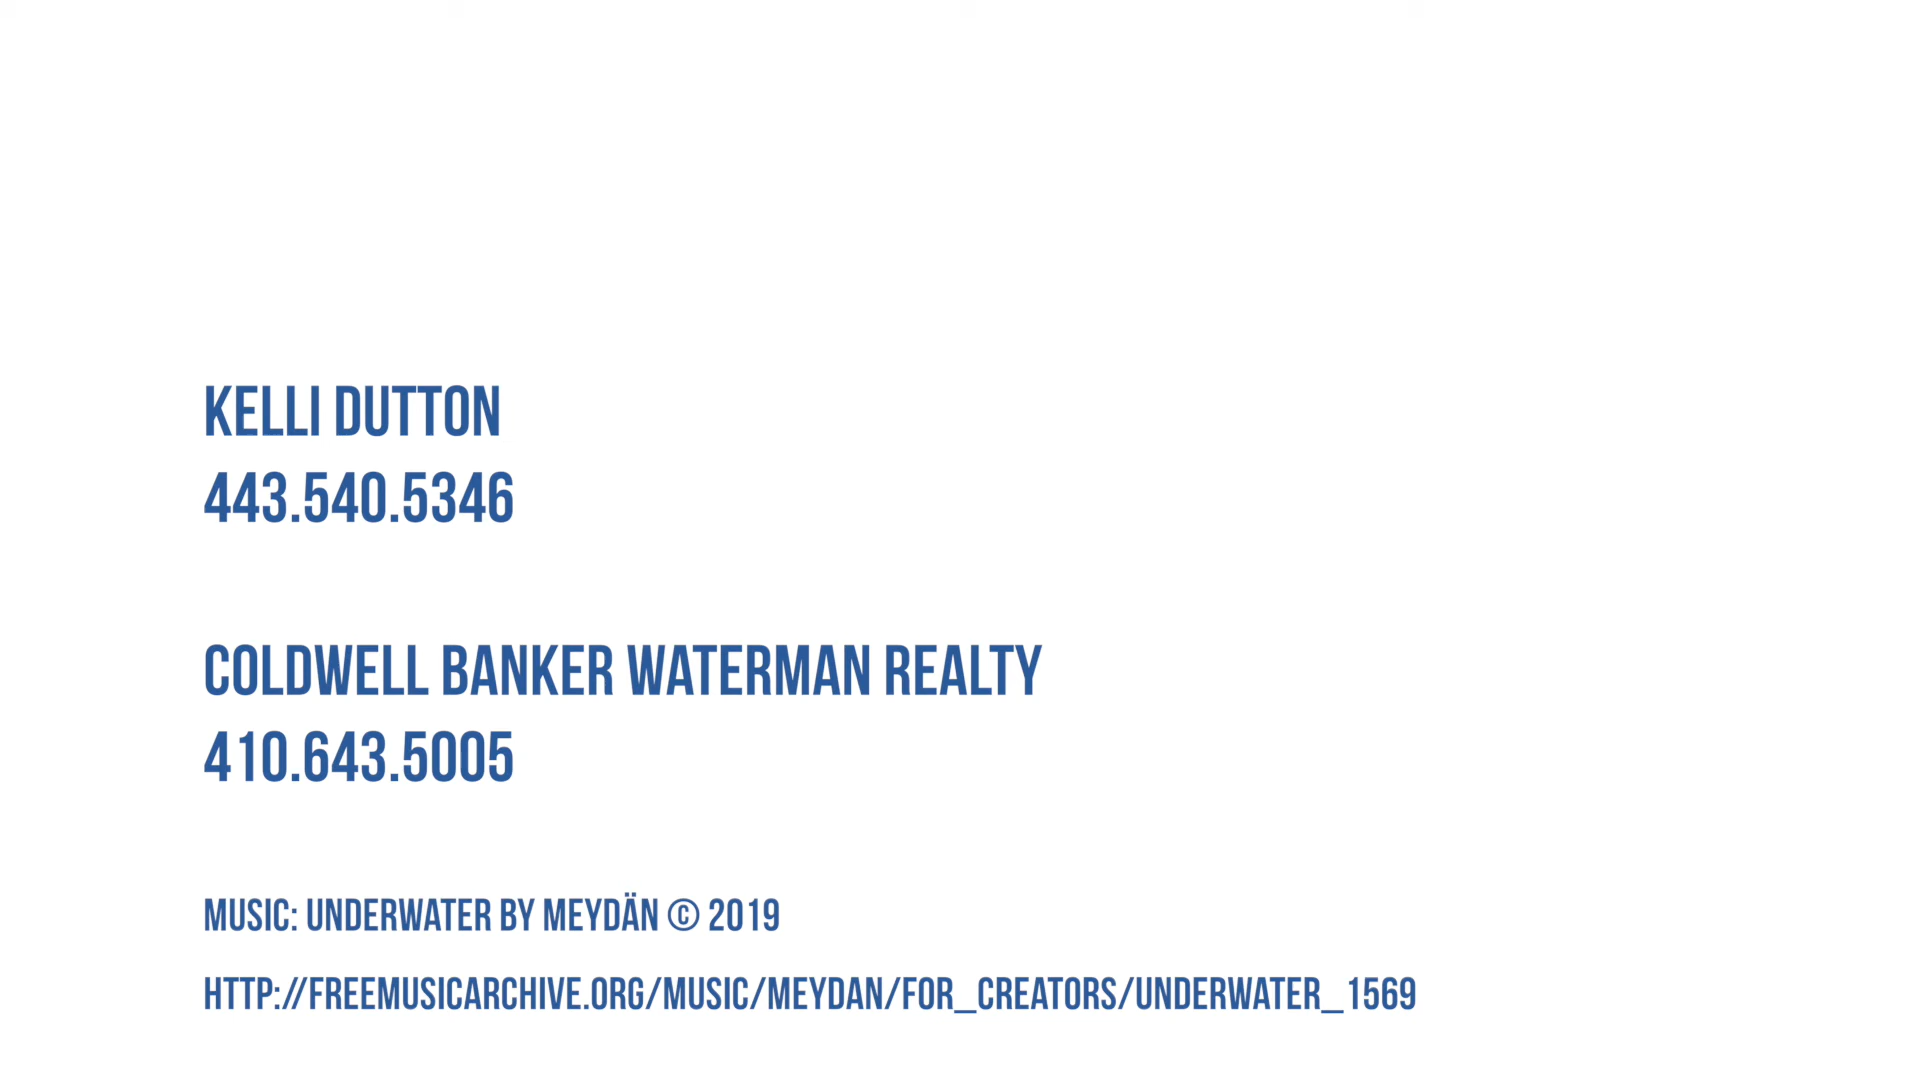 KELLI DUTTON
443.540.5346
COLDWELL BANKER WATERMAN REALTY
410.643.5005
MUSIC: UNDERWATER BY MEYDÄN © 2019
HTTP://FREEMUSICARCHIVE.ORG/MUSIC/MEYDAN/FOR_CREATORS/UNDERWATER_1569